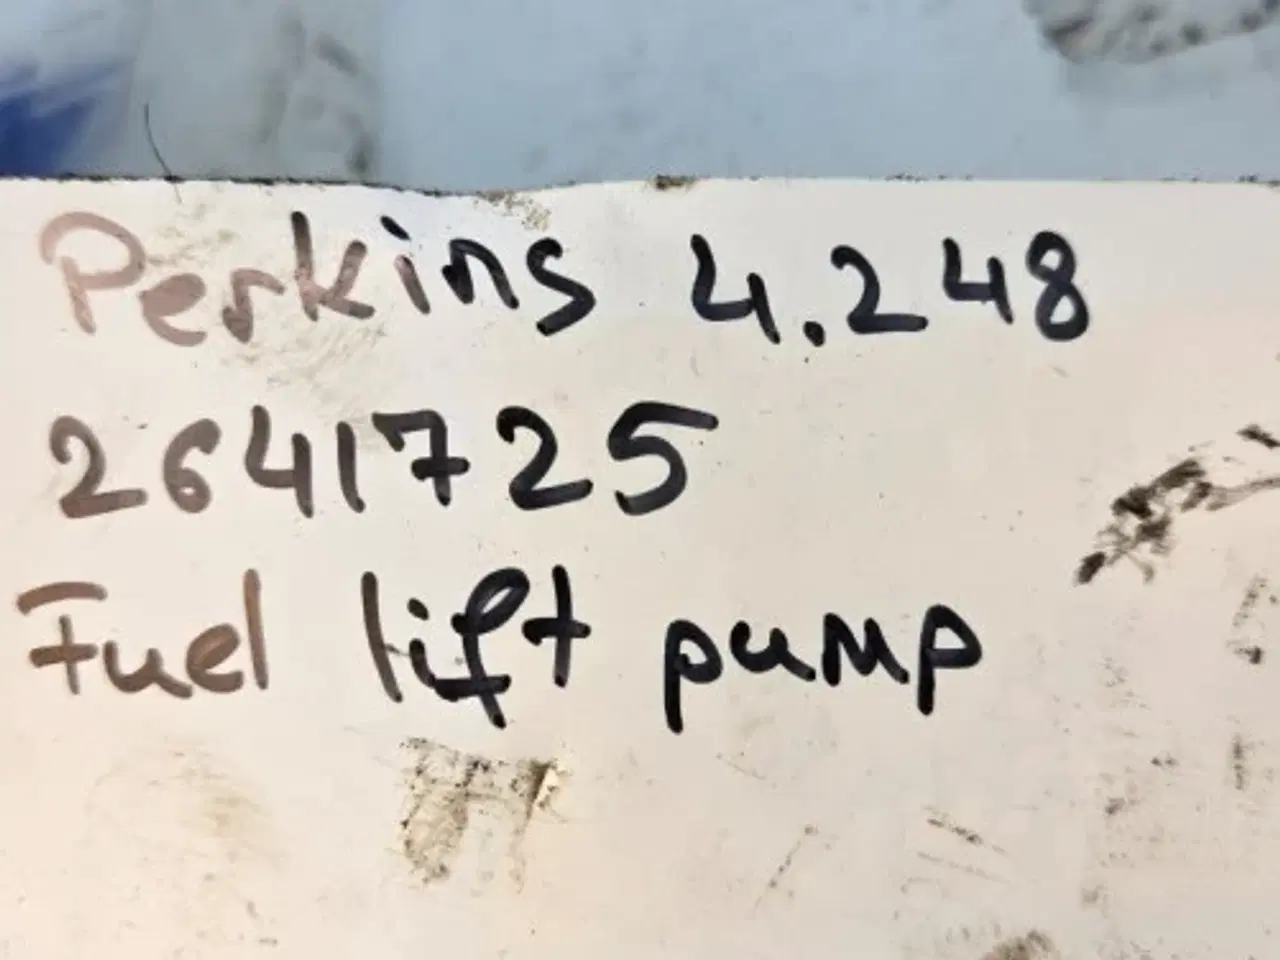 Perkins 4.248
2641725
Fuel lift pump